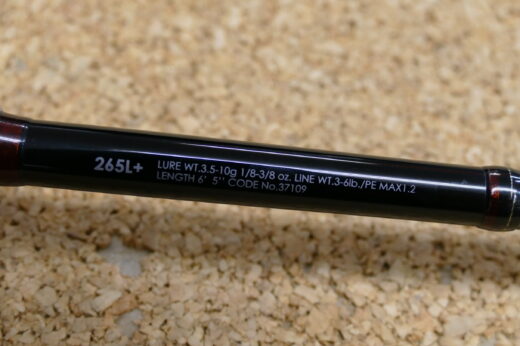 265L+
LURE WT.3.5-10g 1/8-3/8 oz. LINE WT.3-6lb./PE MAX1.2
LENGTH 6' 5'' CODE No.37109